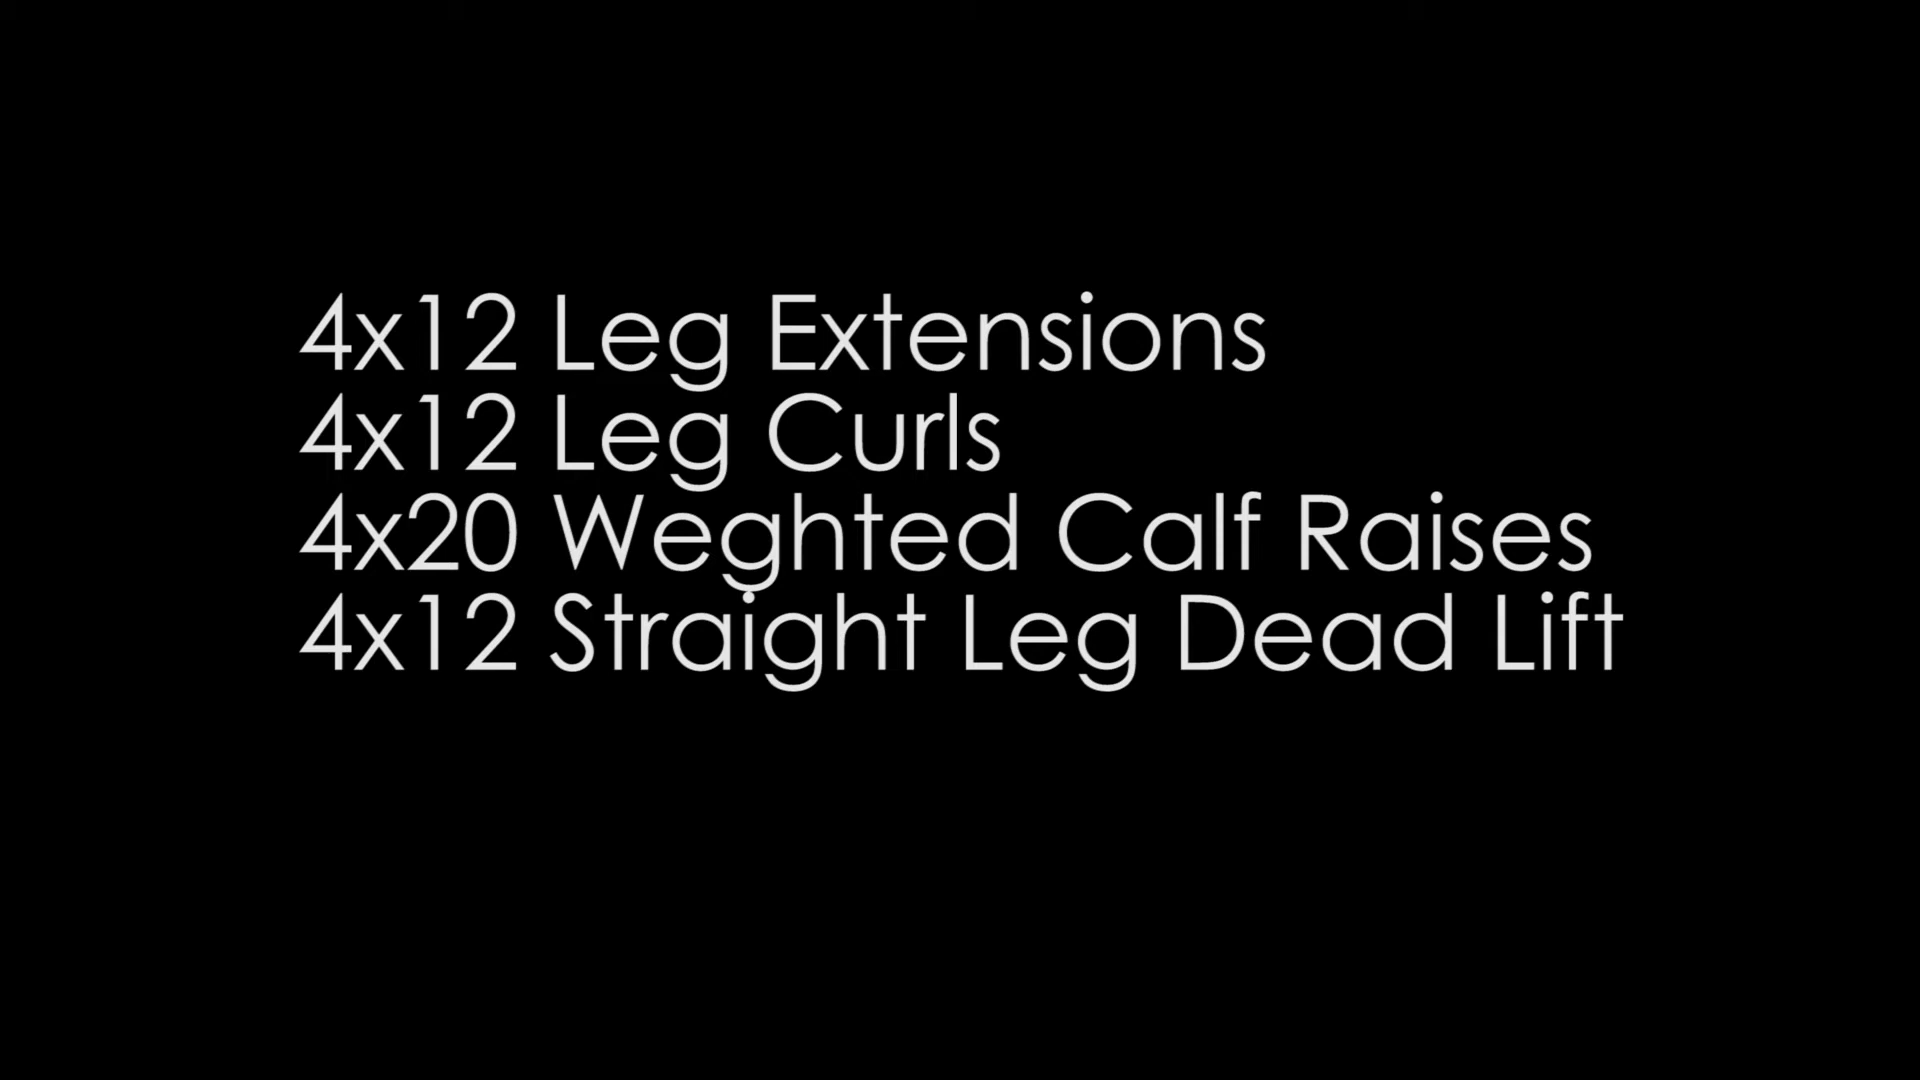 4x12 Leg Extensions
4x12 Leg Curls
4x20 Weghted Calf Raises
4x12 Straight Leg Dead Lift